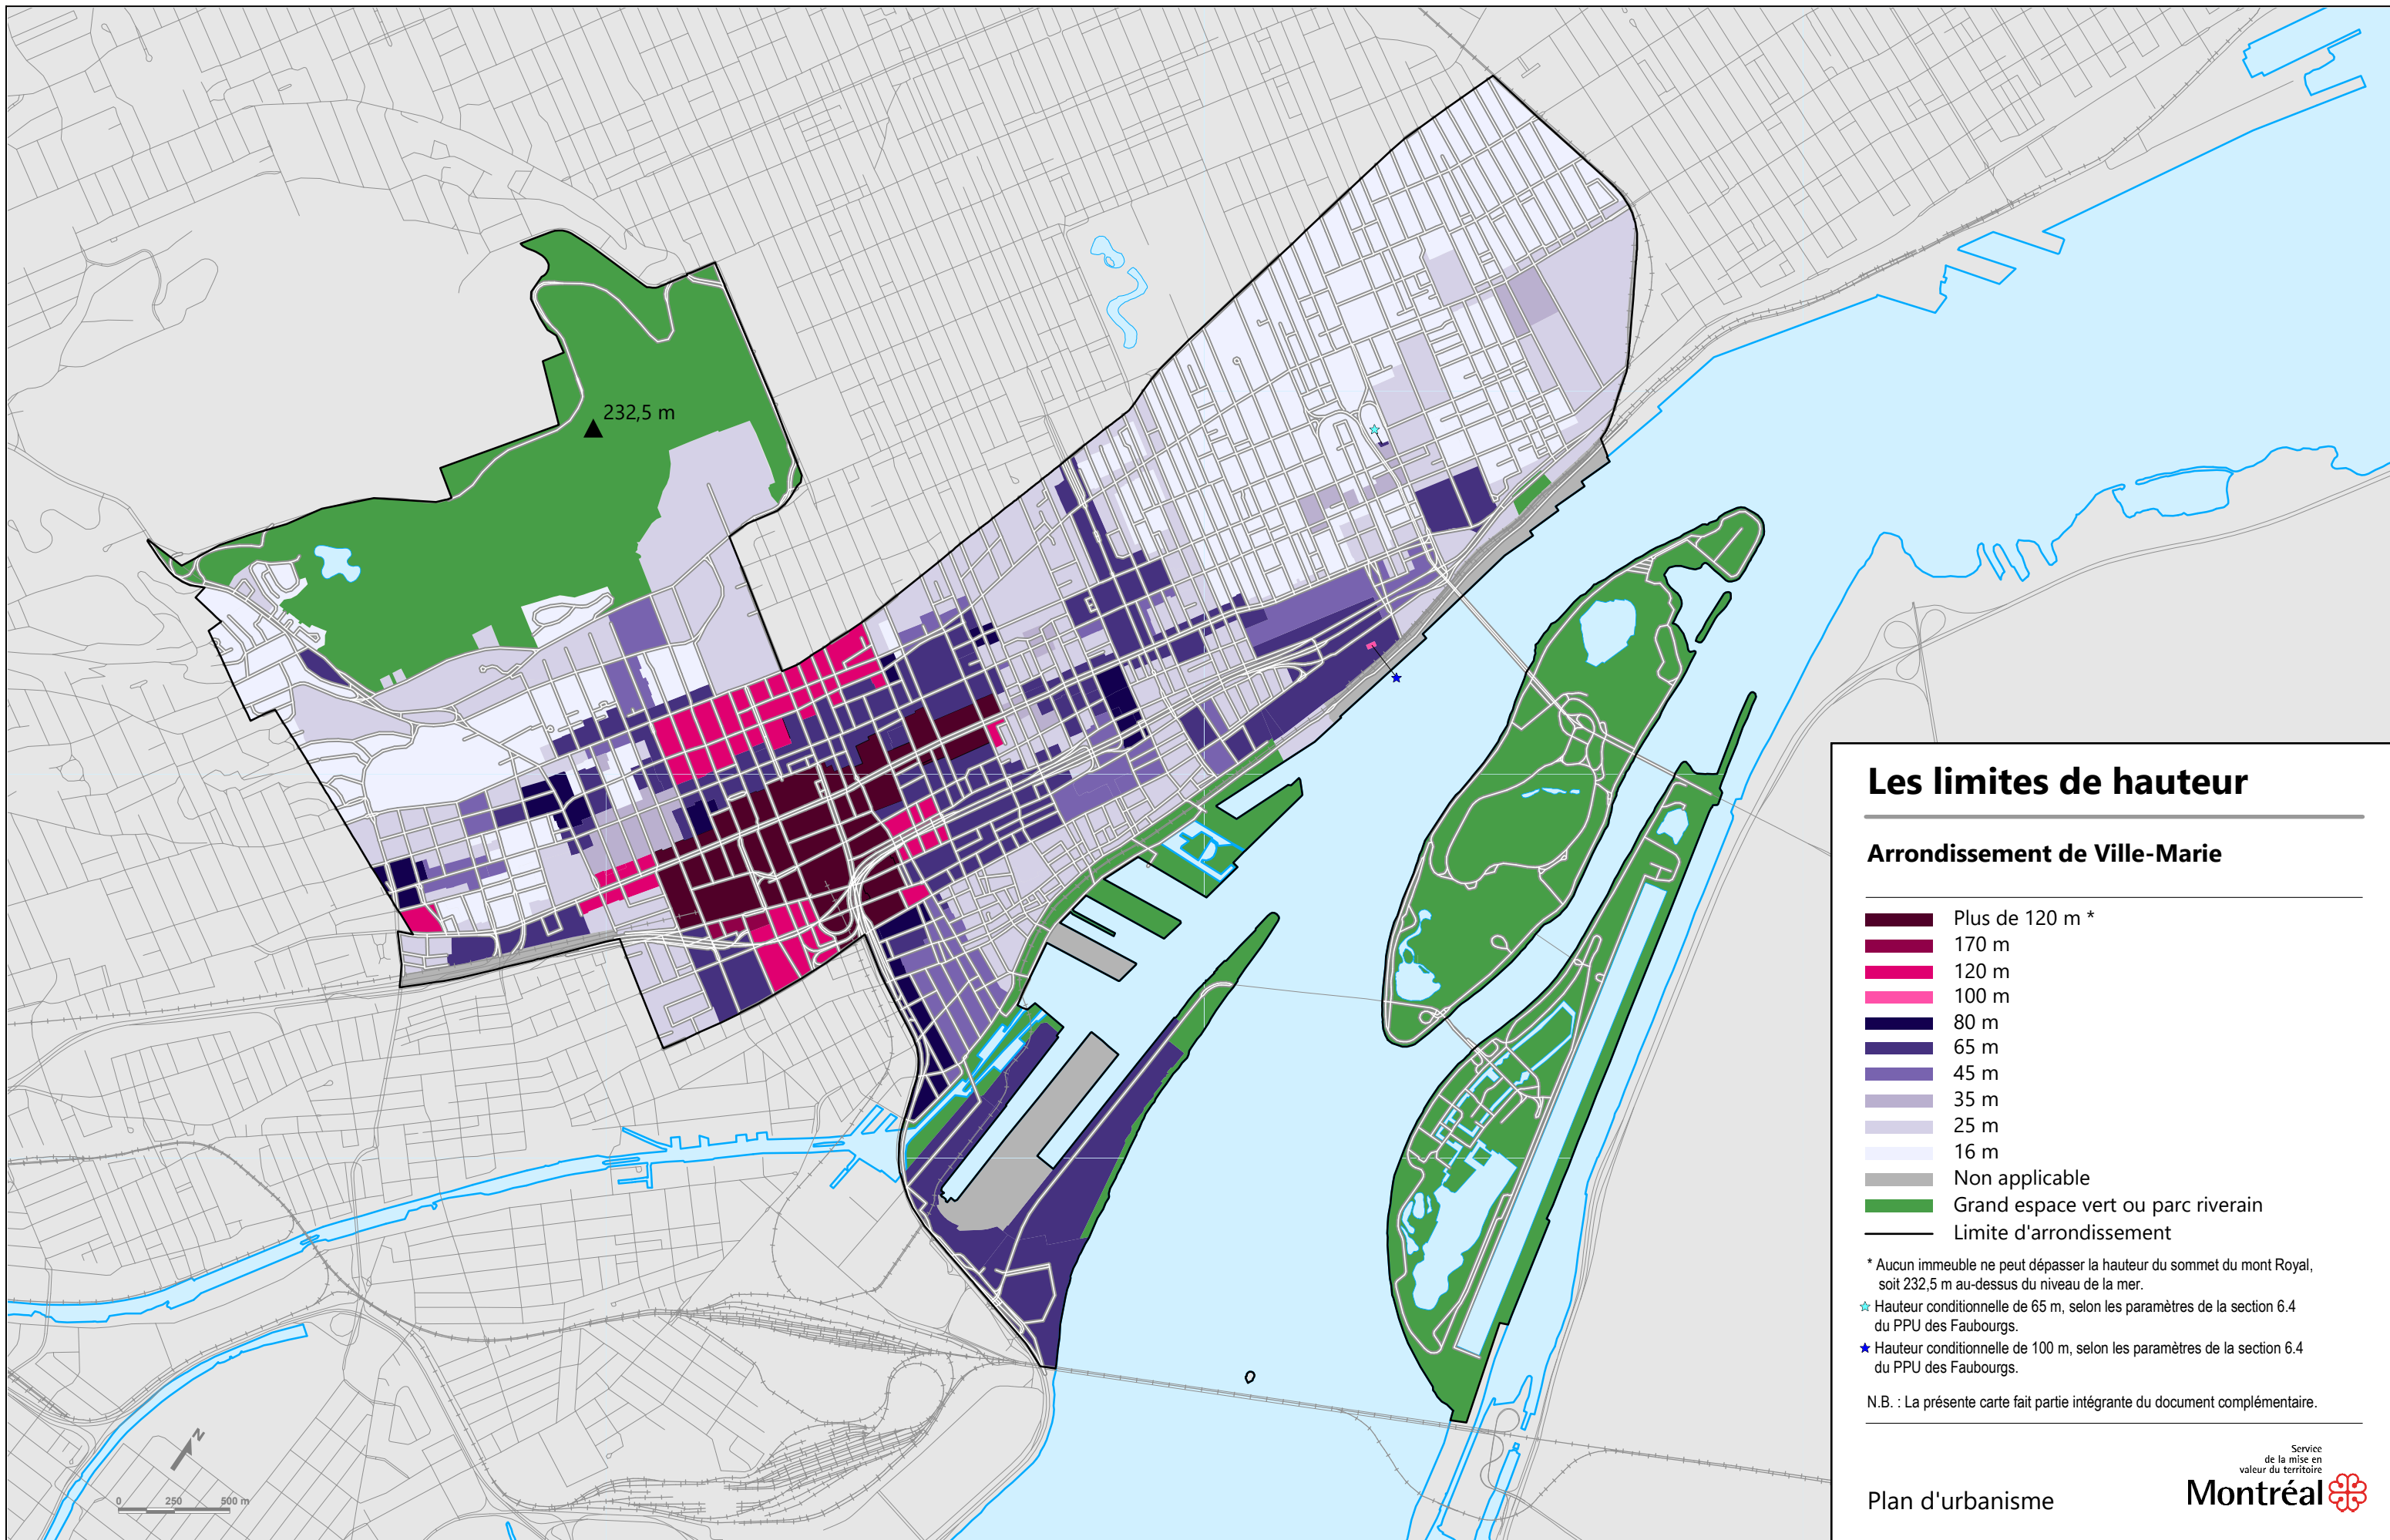 232,5 m
Les limites de hauteur
Arrondissement de Ville-Marie
Plus de 120 m *
170 m
120 m
100 m
80 m
65 m
45 m
35 m
25 m
16 m
Non applicable
Grand espace vert ou parc riverain
Limite d'arrondissement
* Aucun immeuble ne peut dépasser la hauteur du sommet du mont Royal,
soit 232,5 m au-dessus du niveau de la mer.
Hauteur conditionnelle de 65 m, selon les paramètres de la section 6.4
du PPU des Faubourgs.
Hauteur conditionnelle de 100 m, selon les paramètres de la section 6.4
du PPU des Faubourgs.
N.B. : La présente carte fait partie intégrante du document complémentaire.
Plan d'urbanisme
Service
de la mise en
valeur du territoire
Montréal
N
0 250 500 m